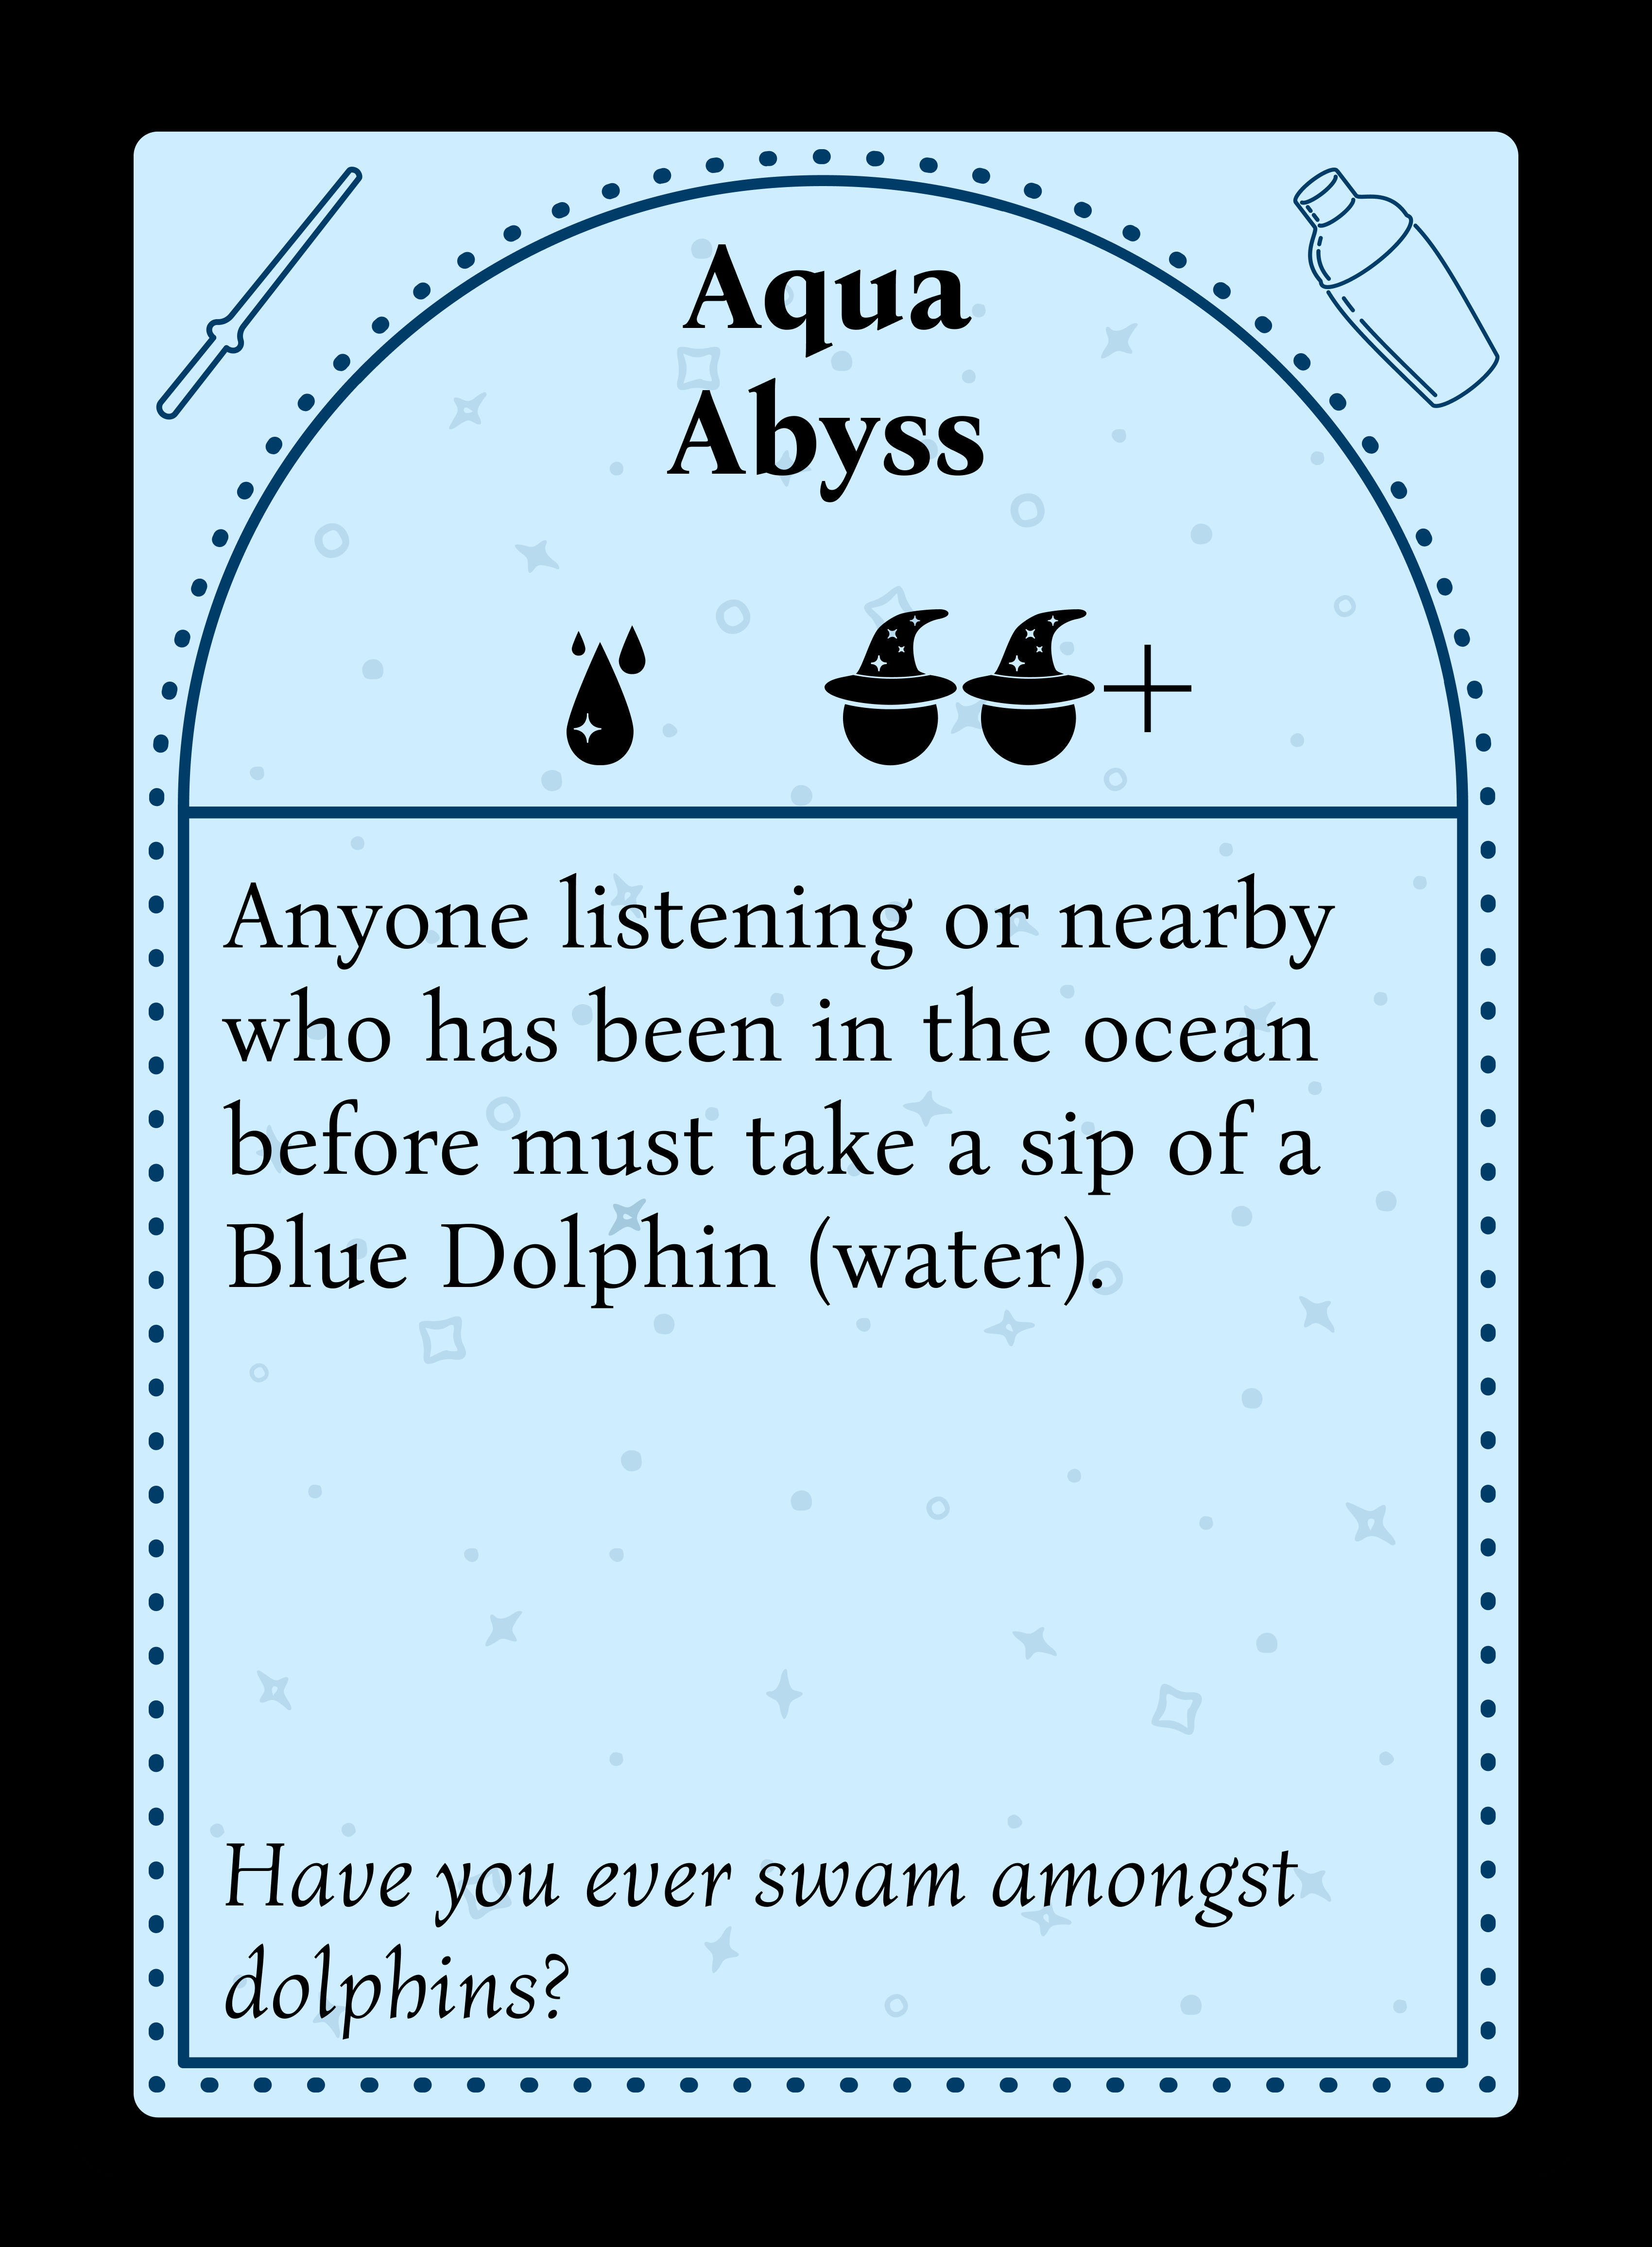 Aqua
Abyss
+
Anyone listening or nearby
who has been in the ocean
before must take a sip of a
Blue Dolphin (water).
Have you ever swam amongst
dolphins?